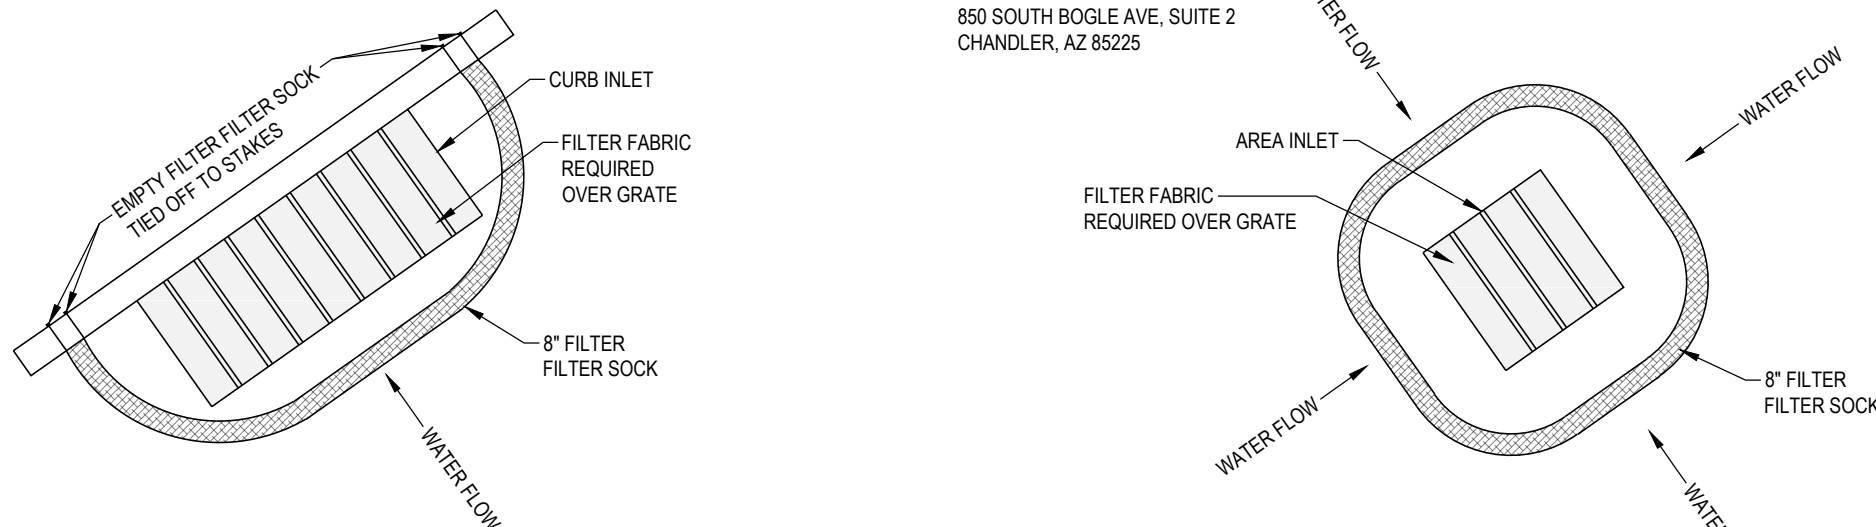 EMPTY FILTER FILTER SOCK
TIED OFF TO STAKES
CURB INLET
FILTER FABRIC
REQUIRED
OVER GRATE
8" FILTER
FILTER SOCK
WATER FLOW
850 SOUTH BOGLE AVE, SUITE 2
CHANDLER, AZ 85225
FLOW
WATER FLOW
AREA INLET
FILTER FABRIC
REQUIRED OVER GRATE
8" FILTER
FILTER SOCK
WATER FLOW
WATER